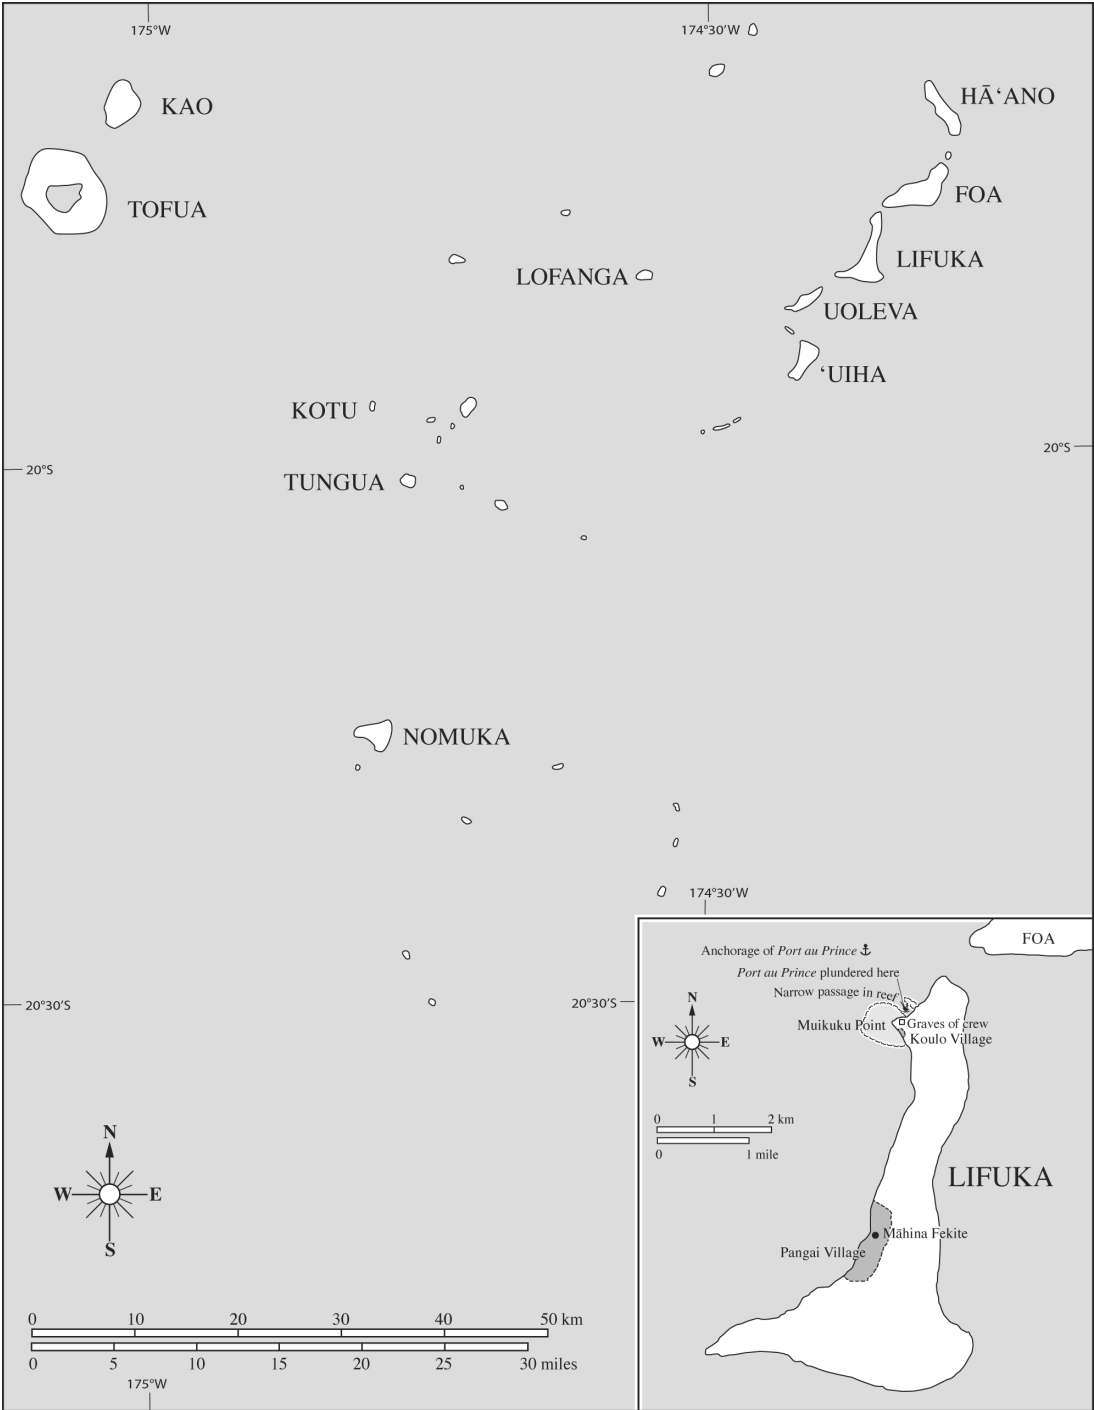 175°W
174°30'W
HĀ‘ANO
KAO
FOA
TOFUA
LIFUKA
LOFANGA
UOLEVA
‘UIHA
KOTU
20°S
20°S
TUNGUA
NOMUKA
174°30'W
20°30'S
20°30'S
FOA
Anchorage of Port au Prince
Port au Prince plundered here
Narrow passage in reef
N
W E
S
Muikuku Point
Graves of crew
Koulo Village
0 1 2 km
0 1 mile
LIFUKA
Māhina Fekite
Pangai Village
N
W E
S
0 10 20 30 40 50 km
0 5 10 15 20 25 30 miles
175°W